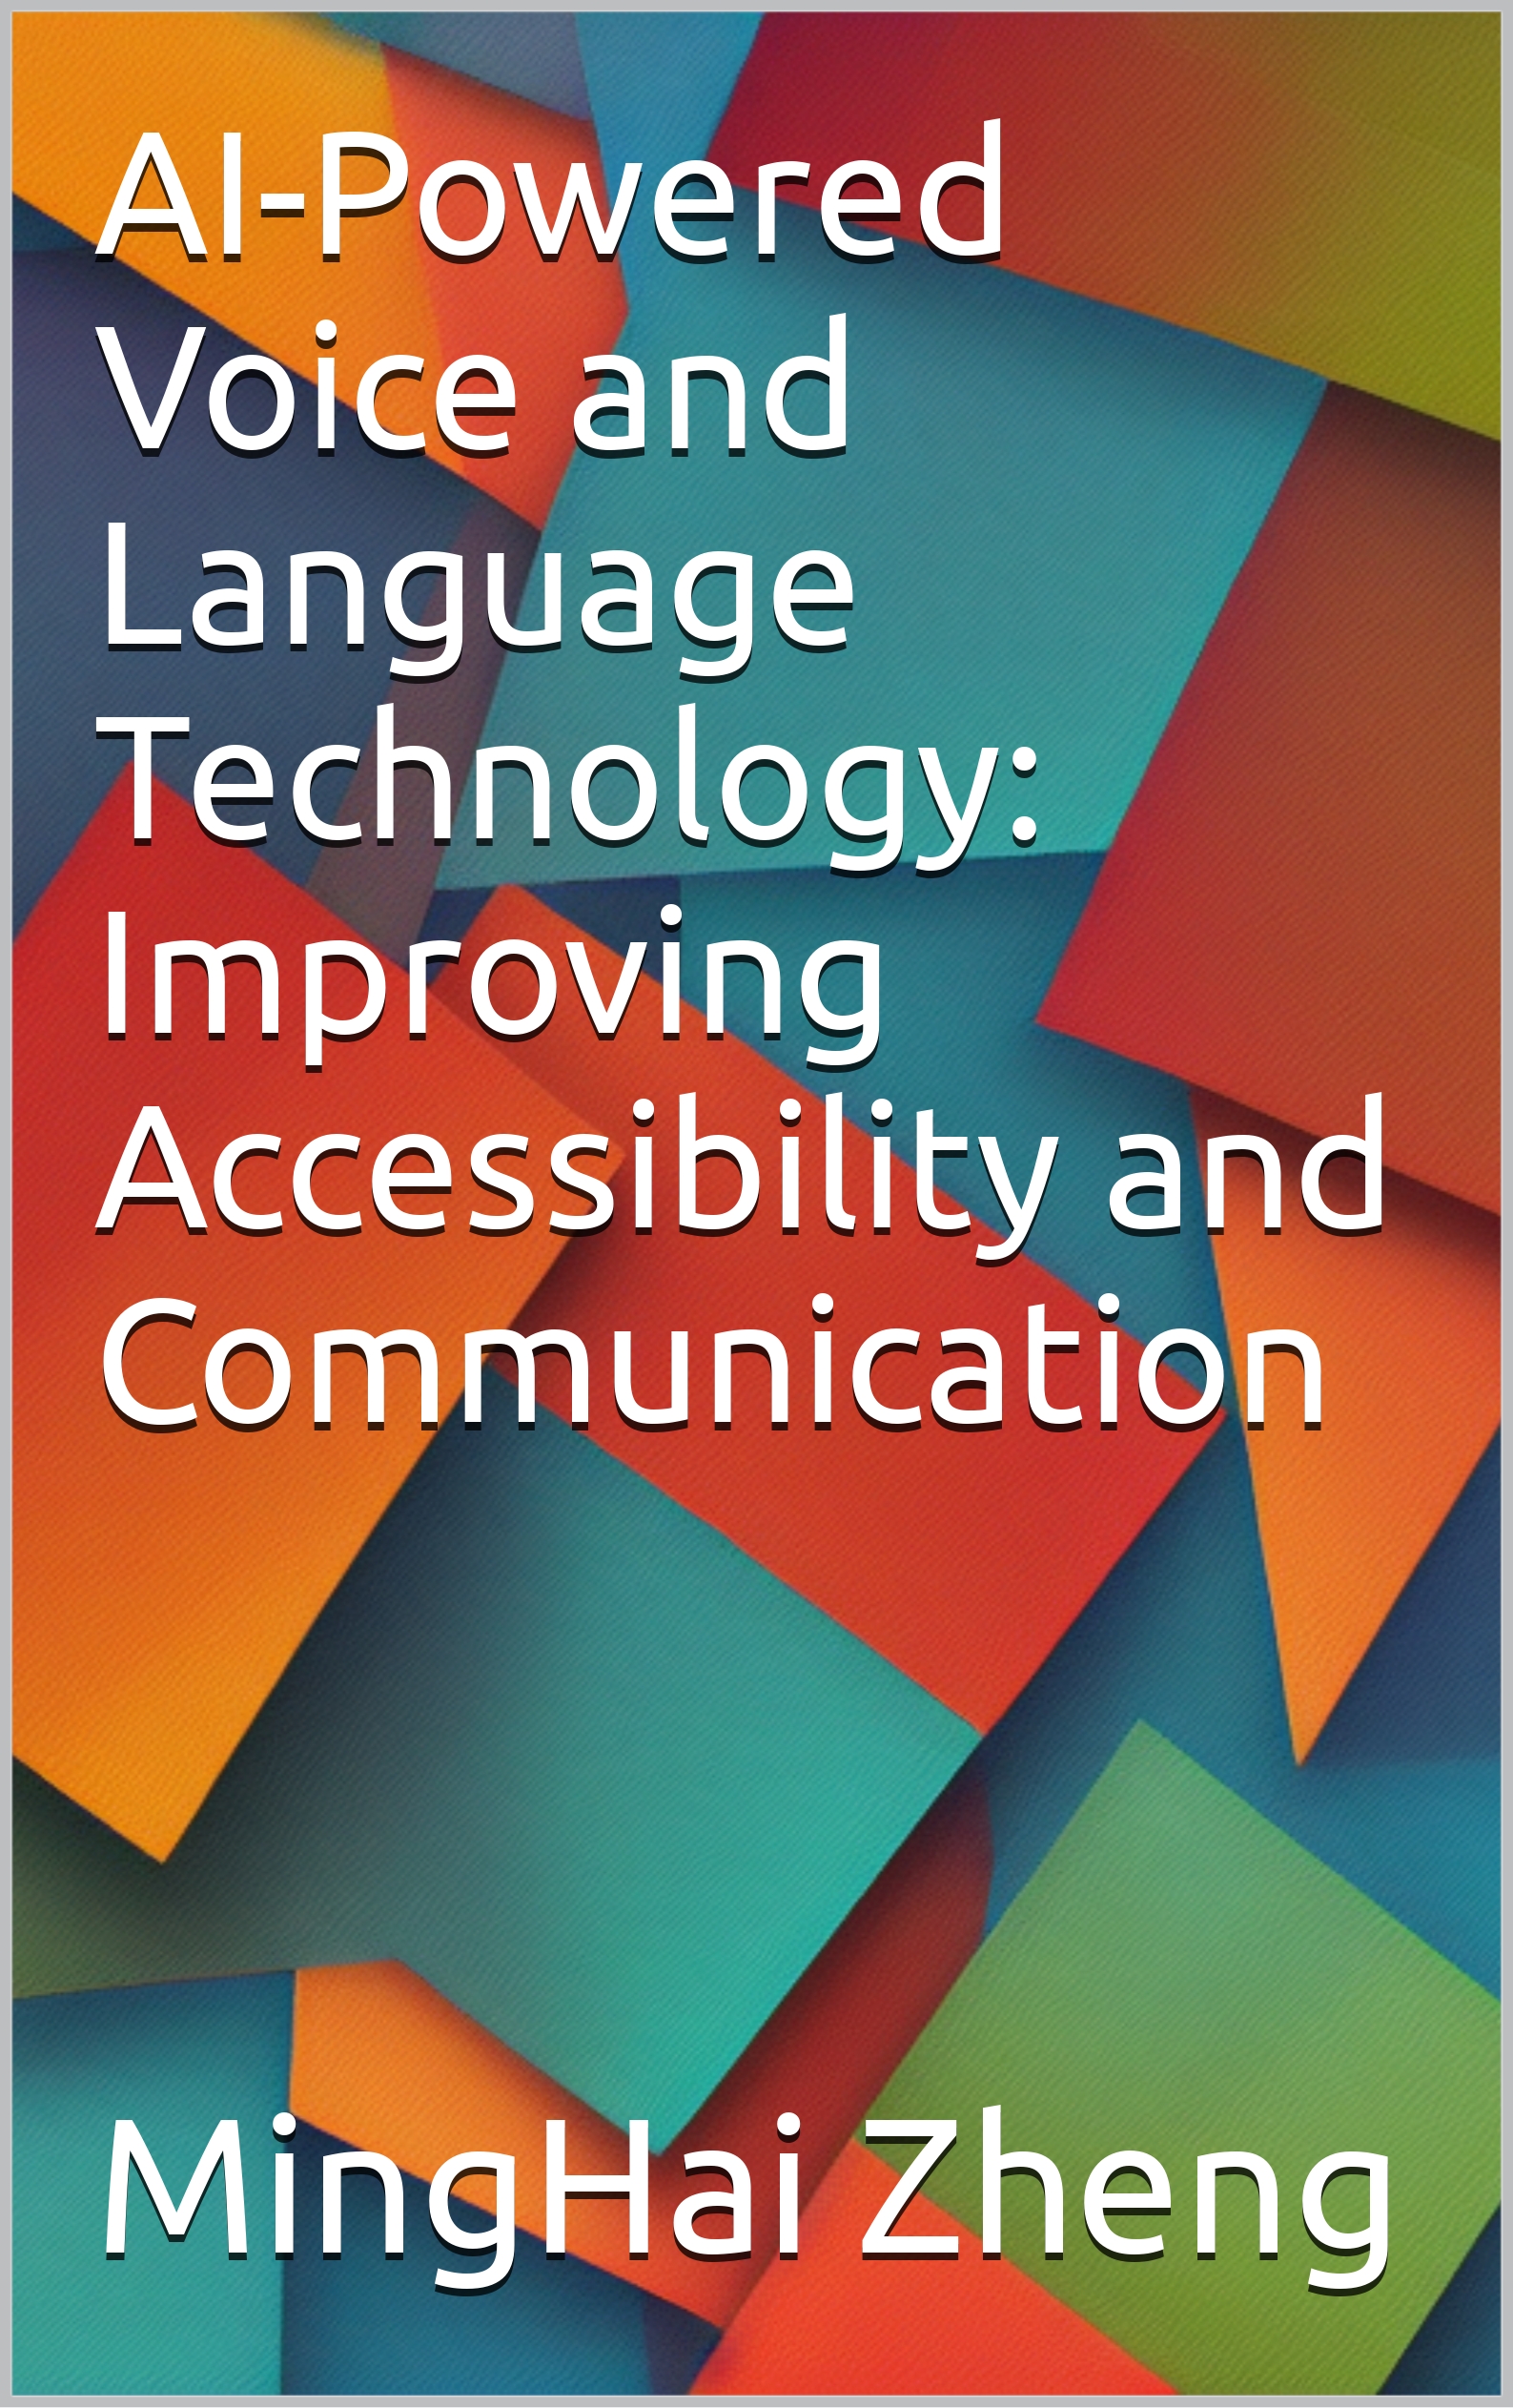 AI-Powered
Voice and
Language
Technology:
Improving
Accessibility and
Communication
MingHai Zheng